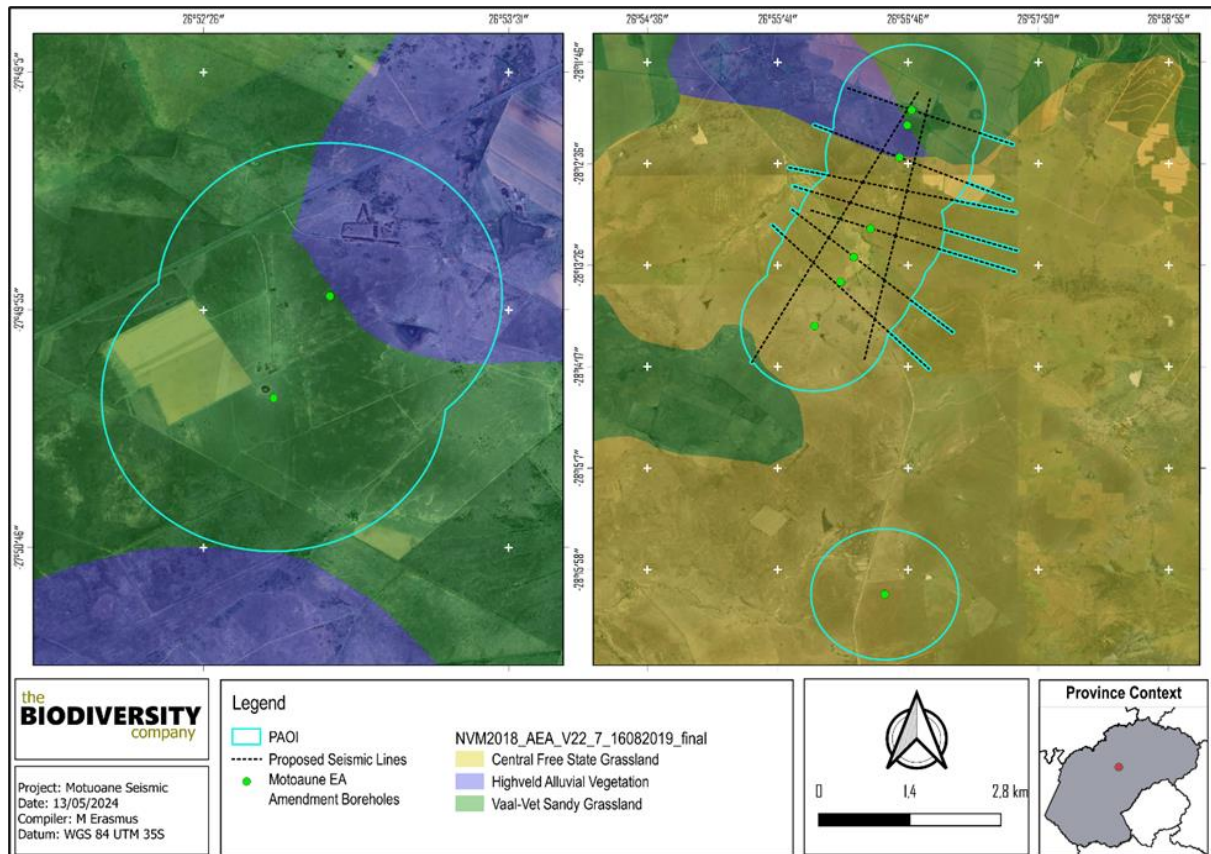 26°52'26"
26°53'31"
26°54'36"
26°55'41"
26°56'46"
26°57'50"
26°58'55"
-27°49'5"
-27°49'55"
-27°50'46"
-28°11'46"
-28°12'36"
-28°13'26"
-28°14'17"
-28°15'7"
-28°15'58"
the
BIODIVERSITY
company
Project: Motuoane Seismic
Date: 13/05/2024
Compiler: M Erasmus
Datum: WGS 84 UTM 35S
Legend
PAOI
Proposed Seismic Lines
Motoaune EA
Amendment Boreholes
NVM2018_AEA_V22_7_16082019_final
Central Free State Grassland
Highveld Alluvial Vegetation
Vaal-Vet Sandy Grassland
0 1,4 2,8 km
Province Context